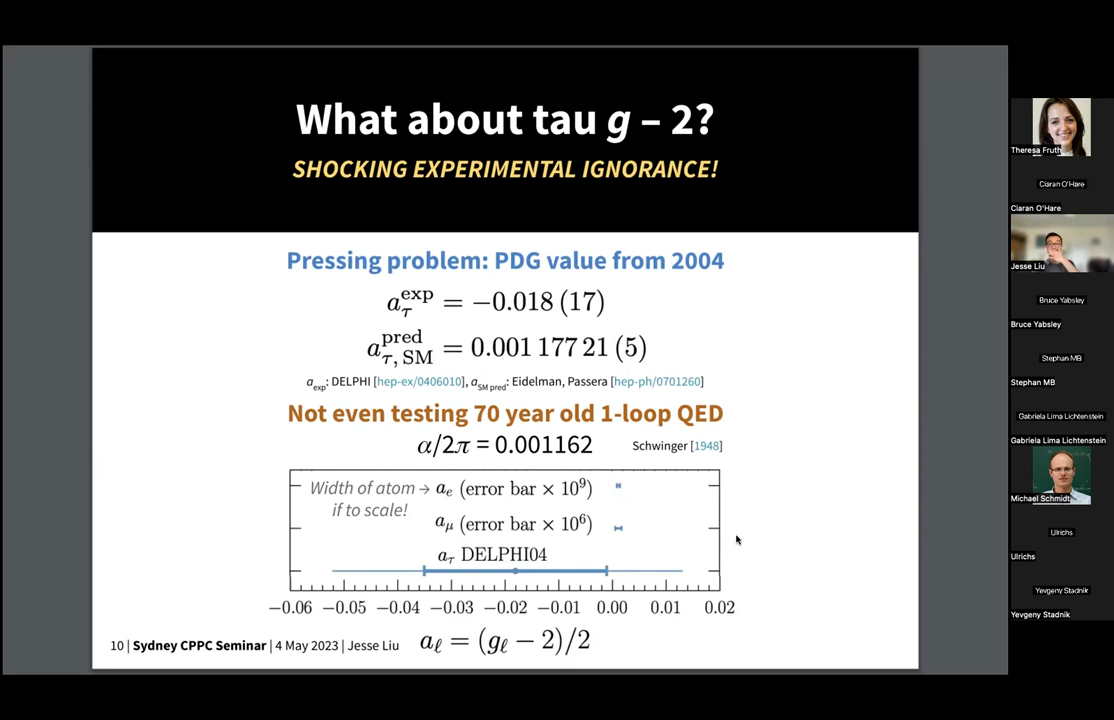 What about tau g – 2?
SHOCKING EXPERIMENTAL IGNORANCE!
Pressing problem: PDG value from 2004
a_τ^exp = −0.018 (17)
a_τ, SM^pred = 0.001 177 21 (5)
a_exp: DELPHI [hep-ex/0406010], a_SM pred: Eidelman, Passera [hep-ph/0701260]
Not even testing 70 year old 1-loop QED
α/2π = 0.001162
Schwinger [1948]
Width of atom → a_e (error bar × 10^9)
if to scale!
a_μ (error bar × 10^6)
a_τ DELPHI04
−0.06 −0.05 −0.04 −0.03 −0.02 −0.01 0.00 0.01 0.02
a_ℓ = (g_ℓ − 2)/2
10 | Sydney CPPC Seminar | 4 May 2023 | Jesse Liu
Theresa Fruth
Ciaran O'Hare
Ciaran O'Hare
Jesse Liu
Bruce Yabsley
Bruce Yabsley
Stephan MB
Stephan MB
Gabriela Lima Lichtenstein
Gabriela Lima Lichtenstein
Michael Schmidt
Ulrichs
Ulrichs
Yevgeny Stadnik
Yevgeny Stadnik